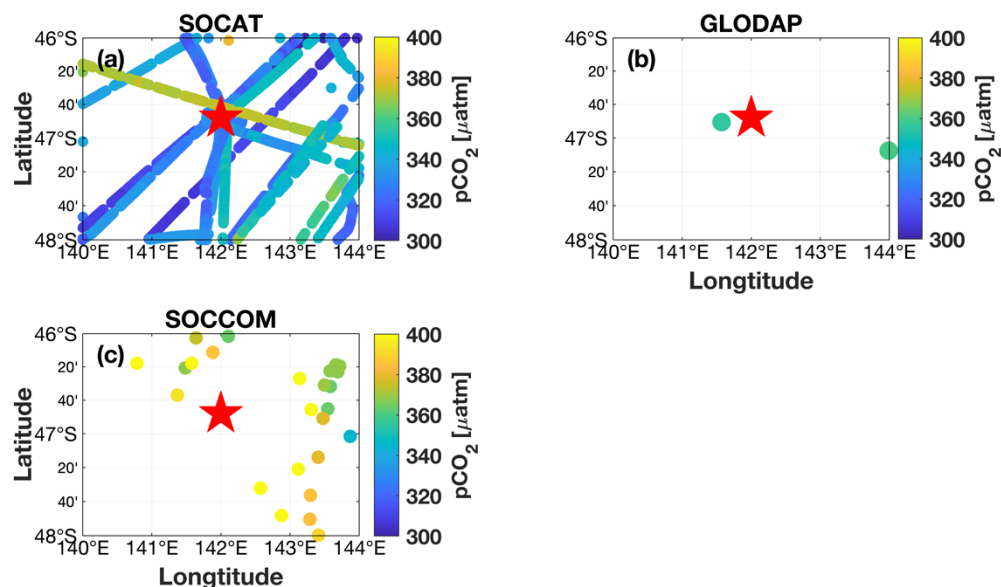 SOCAT
(a)
46°S
20'
40'
47°S
20'
40'
48°S
140°E
141°E
142°E
143°E
144°E
Latitude
400
380
360
340
320
300
pCO2 [μatm]
GLODAP
(b)
46°S
20'
40'
47°S
20'
40'
48°S
140°E
141°E
142°E
143°E
144°E
Longtitude
400
380
360
340
320
300
pCO2 [μatm]
SOCCOM
(c)
46°S
20'
40'
47°S
20'
40'
48°S
140°E
141°E
142°E
143°E
144°E
Latitude
Longtitude
400
380
360
340
320
300
pCO2 [μatm]